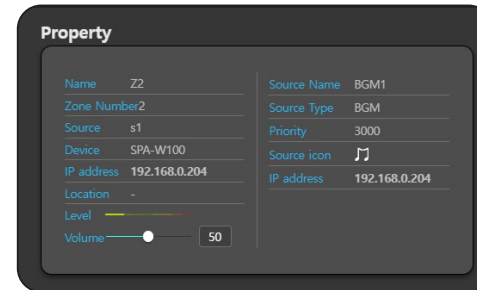 Property
Name Z2
Zone Number2
Source s1
Device SPA-W100
IP address 192.168.0.204
Location -
Level
Volume 50
Source Name BGM1
Source Type BGM
Priority 3000
Source icon
IP address 192.168.0.204